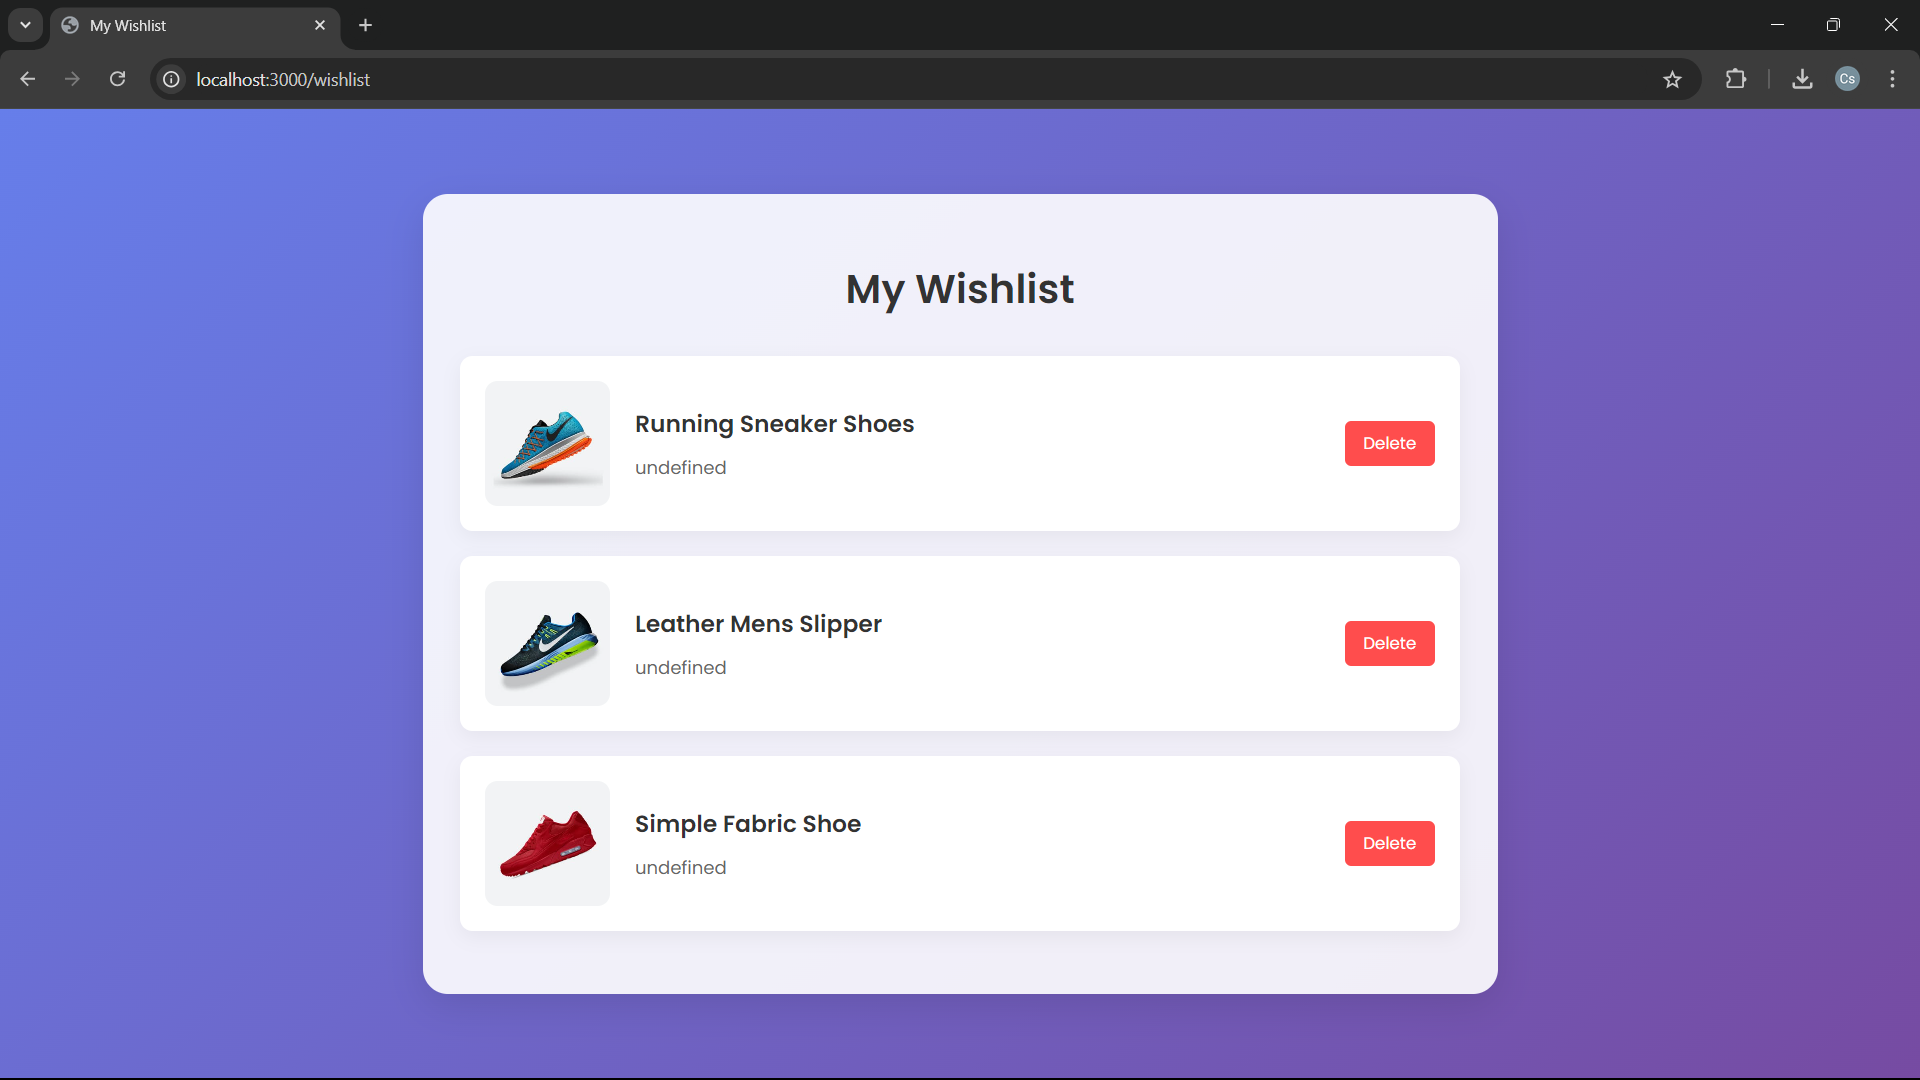 My Wishlist
localhost:3000/wishlist
Cs
My Wishlist
Running Sneaker Shoes
undefined
Delete
Leather Mens Slipper
undefined
Delete
Simple Fabric Shoe
undefined
Delete